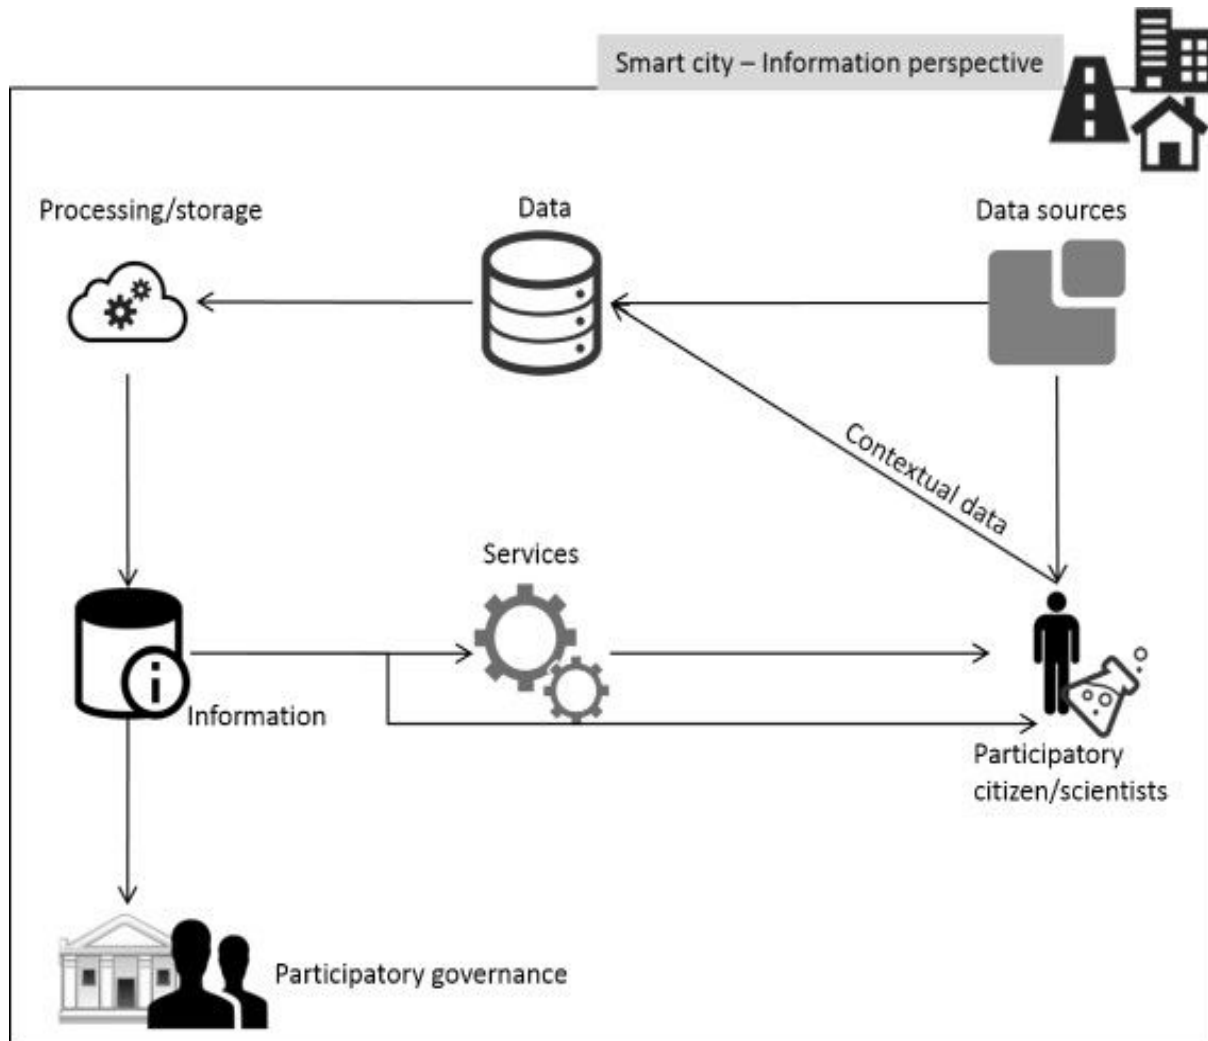 Smart city – Information perspective
Processing/storage
Data
Data sources
Contextual data
Services
i
Information
Participatory
citizen/scientists
Participatory governance